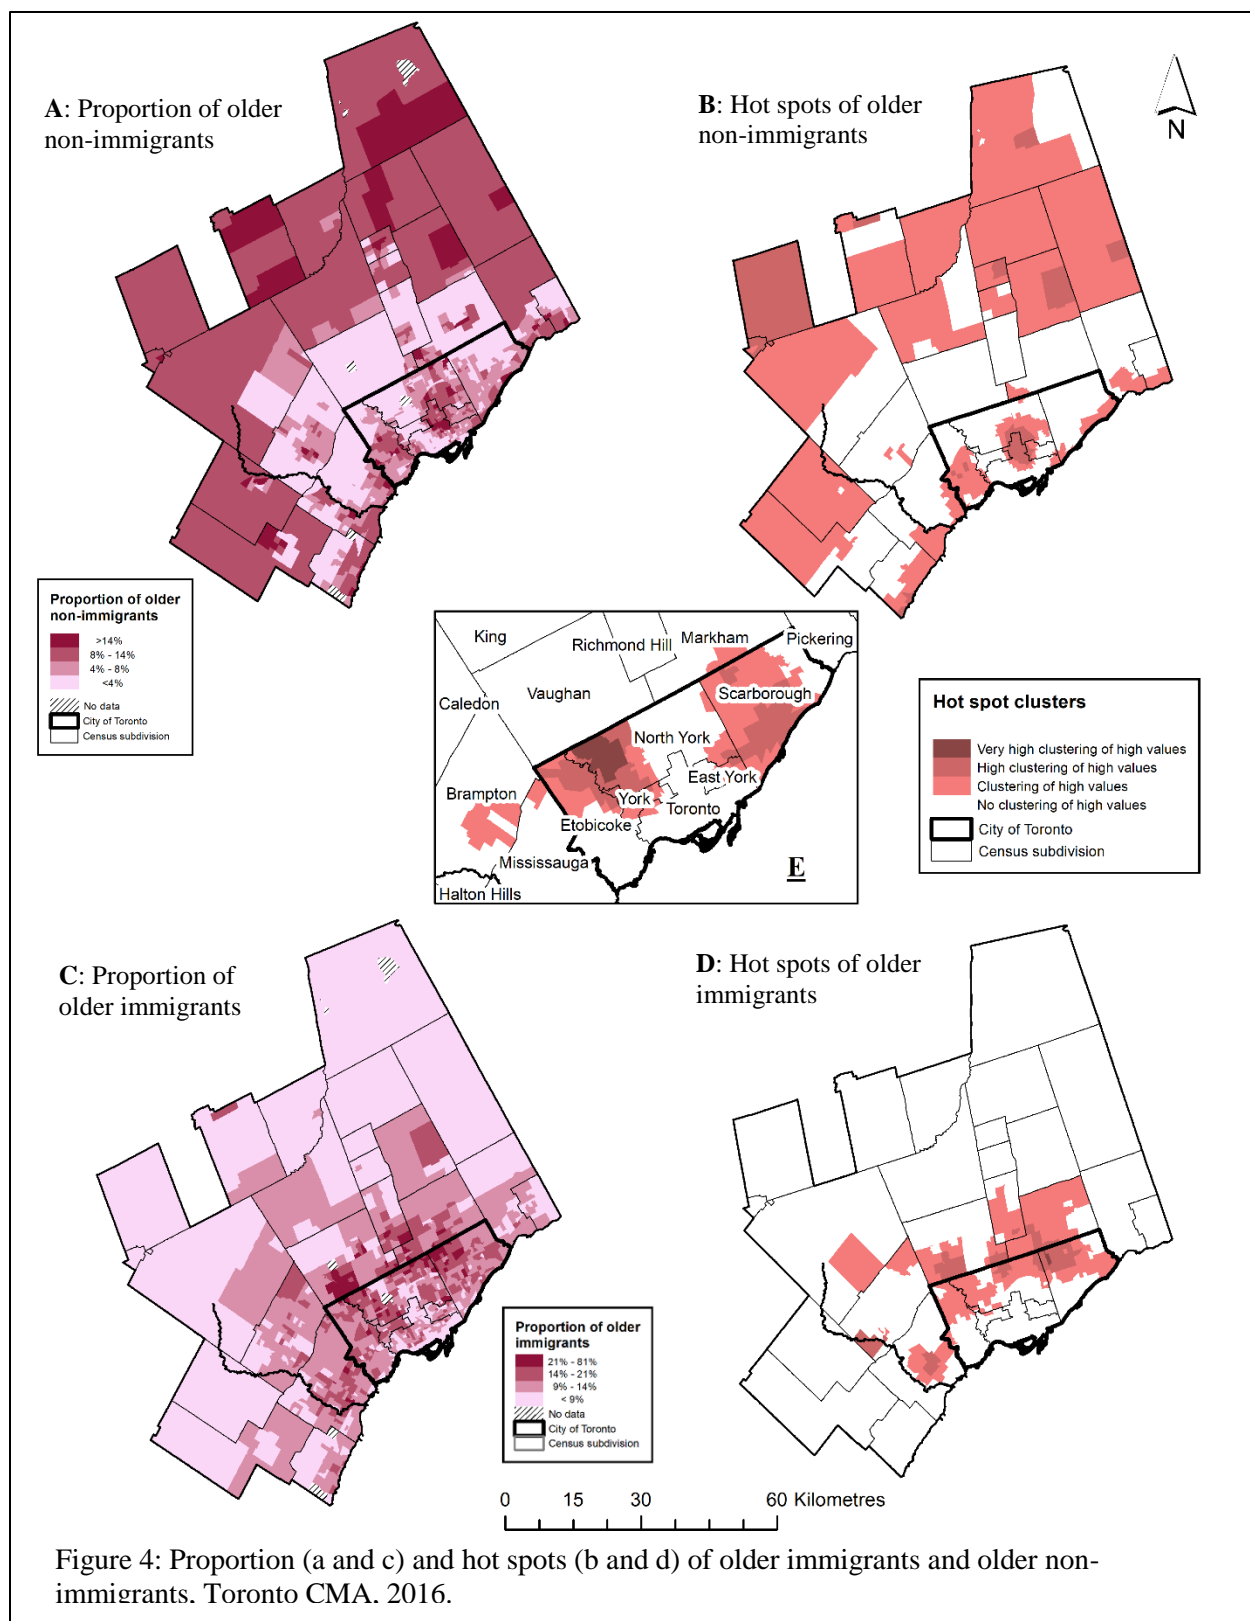 A: Proportion of older
non-immigrants
B: Hot spots of older
non-immigrants
N
Proportion of older
non-immigrants
>14%
8% - 14%
4% - 8%
<4%
No data
City of Toronto
Census subdivision
King
Richmond Hill
Markham
Pickering
Vaughan
Scarborough
Caledon
North York
East York
Brampton
York
Toronto
Etobicoke
Mississauga
E
Halton Hills
Hot spot clusters
Very high clustering of high values
High clustering of high values
Clustering of high values
No clustering of high values
City of Toronto
Census subdivision
C: Proportion of
older immigrants
D: Hot spots of older
immigrants
Proportion of older
immigrants
21% - 81%
14% - 21%
9% - 14%
< 9%
No data
City of Toronto
Census subdivision
0 15 30 60 Kilometres
Figure 4: Proportion (a and c) and hot spots (b and d) of older immigrants and older non-
immigrants, Toronto CMA, 2016.